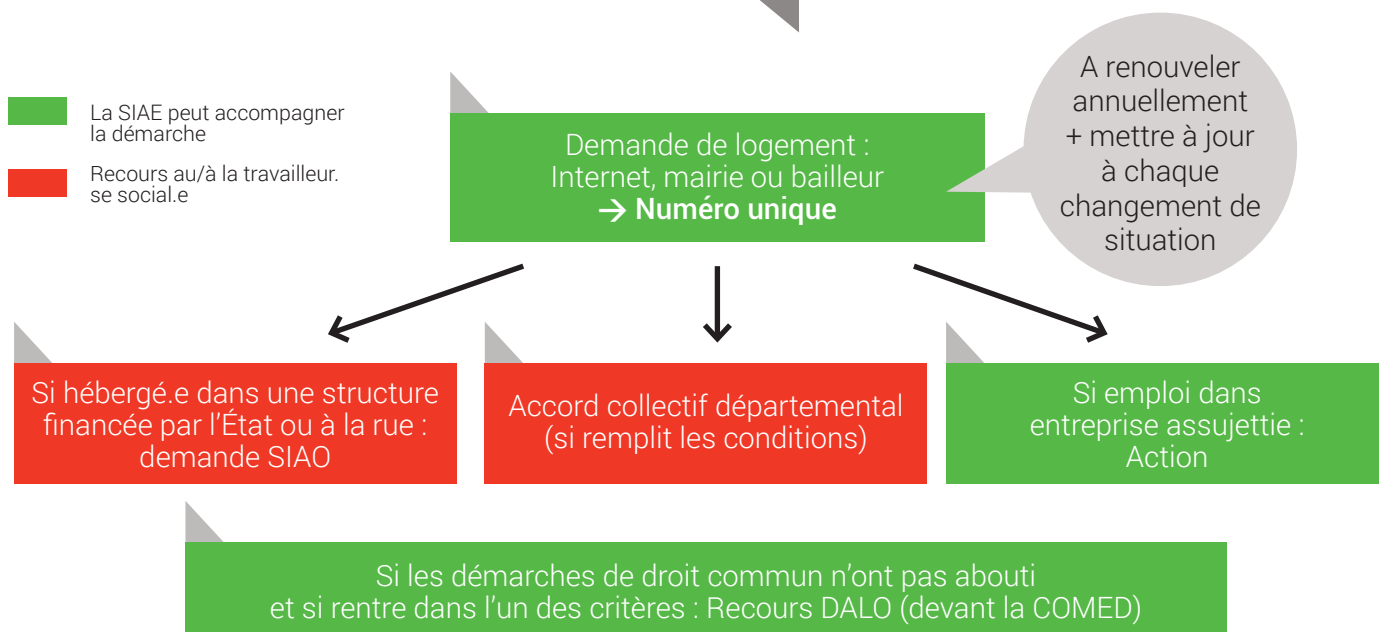 La SIAE peut accompagner
la démarche
Recours au/à la travailleur.
se social.e
Demande de logement :
Internet, mairie ou bailleur
→ Numéro unique
A renouveler
annuellement
+ mettre à jour
à chaque
changement de
situation
Si hébergé.e dans une structure
financée par l'État ou à la rue :
demande SIAO
Accord collectif départemental
(si remplit les conditions)
Si emploi dans
entreprise assujettie :
Action
Si les démarches de droit commun n'ont pas abouti
et si rentre dans l'un des critères : Recours DALO (devant la COMED)